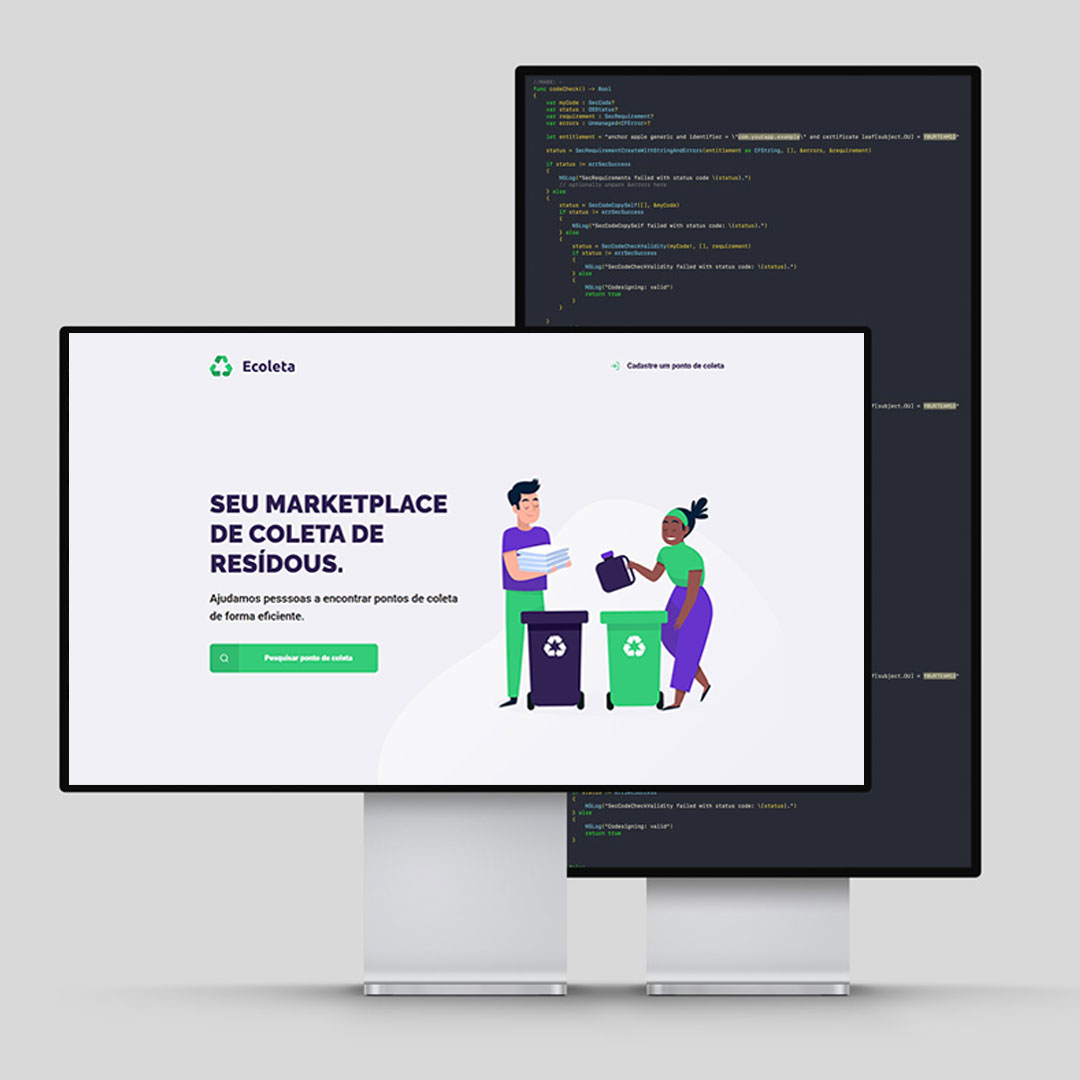 //MARK: -
func codeCheck() -> Bool
{
var myCode : SecCode?
var status : OSStatus?
var requirement : SecRequirement?
var errors : Unmanaged<CFError>?
let entitlement = "anchor apple generic and identifier = \"com.yourapp.example\" and certificate leaf[subject.OU] = YOURTEAMID"
status = SecRequirementCreateWithStringAndErrors(entitlement as CFString, [], &errors, &requirement)
if status != errSecSuccess
{
NSLog("SecRequirements failed with status code \(status).")
// optionally unpack &errors here
} else
{
status = SecCodeCopySelf([], &myCode)
if status != errSecSuccess
{
NSLog("SecCodeCopySelf failed with status code: \(status).")
} else
{
status = SecCodeCheckValidity(myCode!, [], requirement)
if status != errSecSuccess
{
NSLog("SecCodeCheckValidity failed with status code: \(status).")
} else
{
NSLog("Codesigning: valid")
return true
}
}
}
Ecoleta
Cadastre um ponto de coleta
f[subject.OU] = YOURTEAMID"
SEU MARKETPLACE
DE COLETA DE
RESÍDOUS.
Ajudamos pesssoas a encontrar pontos de coleta
de forma eficiente.
Pesquisar ponto de coleta
f[subject.OU] = YOURTEAMID"
if status != errSecSuccess
{
NSLog("SecCodeCheckValidity failed with status code: \(status).")
} else
{
NSLog("Codesigning: valid")
return true
}